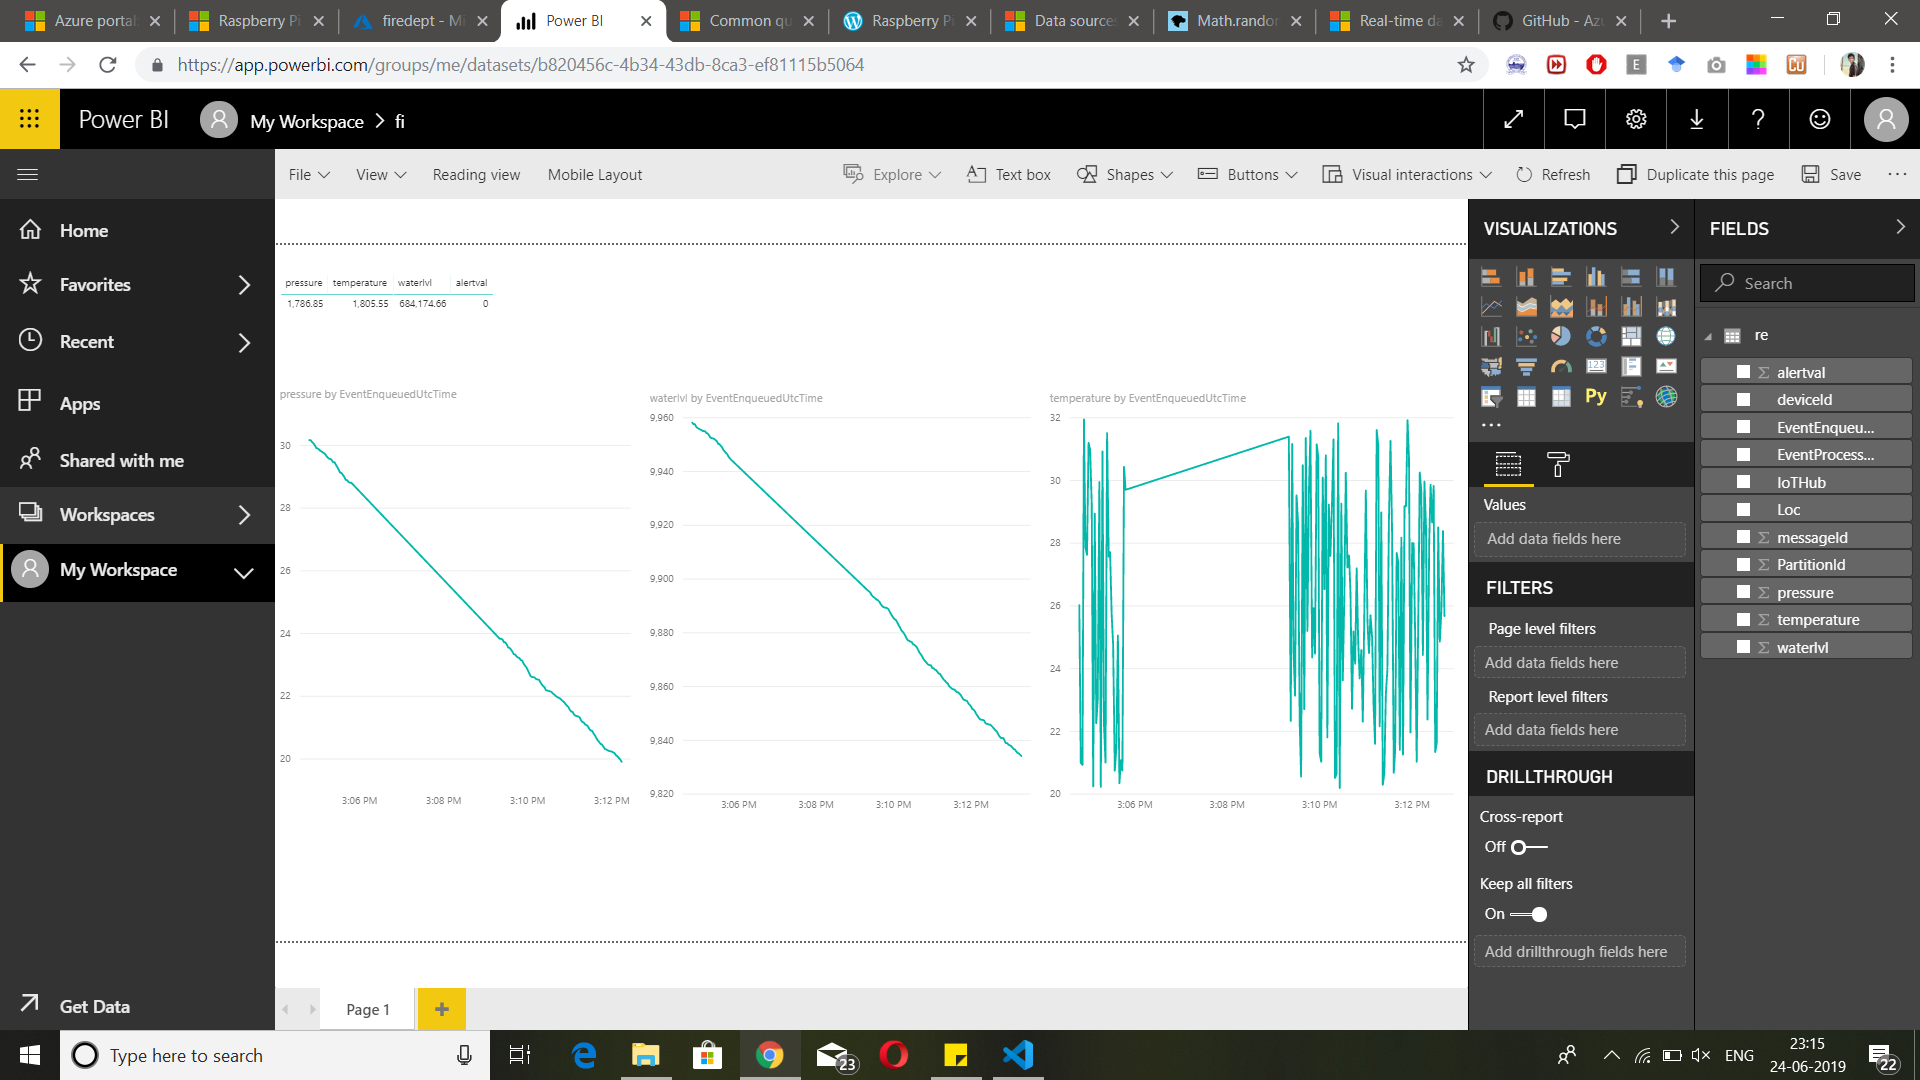 Azure porta
Raspberry Pi
firedept - Mi
Power BI
Common qu
Raspberry Pi
Data source
Math.rando
Real-time da
GitHub - Az
https://app.powerbi.com/groups/me/datasets/b820456c-4b34-43db-8ca3-ef81115b5064
Power BI
My Workspace > fi
File
View
Reading view
Mobile Layout
Explore
Text box
Shapes
Buttons
Visual interactions
Refresh
Duplicate this page
Save
Home
Favorites
Recent
Apps
Shared with me
Workspaces
My Workspace
Get Data
pressure temperature waterlvl alertval
1,786.85 1,805.55 684,174.66 0
pressure by EventEnqueuedUtcTime
30
28
26
24
22
20
3:06 PM 3:08 PM 3:10 PM 3:12 PM
waterlvl by EventEnqueuedUtcTime
9,960
9,940
9,920
9,900
9,880
9,860
9,840
9,820
3:06 PM 3:08 PM 3:10 PM 3:12 PM
temperature by EventEnqueuedUtcTime
32
30
28
26
24
22
20
3:06 PM 3:08 PM 3:10 PM 3:12 PM
Page 1
VISUALIZATIONS
123
Py
Values
Add data fields here
FILTERS
Page level filters
Add data fields here
Report level filters
Add data fields here
DRILLTHROUGH
Cross-report
Off
Keep all filters
On
Add drillthrough fields here
FIELDS
Search
re
alertval
deviceId
EventEnqueu...
EventProcess...
IoTHub
Loc
messageId
PartitionId
pressure
temperature
waterlvl
Type here to search
23
ENG
23:15
24-06-2019
22